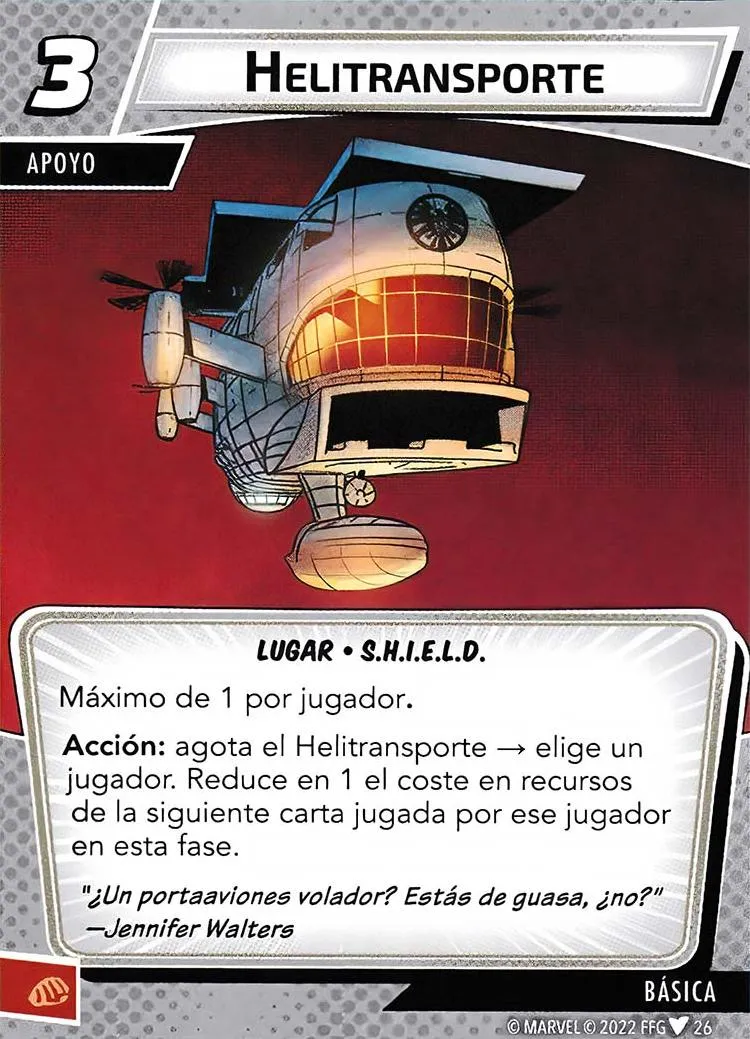 3
HELITRANSPORTE
APOYO
LUGAR • S.H.I.E.L.D.
Máximo de 1 por jugador.
Acción: agota el Helitransporte → elige un
jugador. Reduce en 1 el coste en recursos
de la siguiente carta jugada por ese jugador
en esta fase.
"¿Un portaaviones volador? Estás de guasa, ¿no?"
—Jennifer Walters
BÁSICA
© MARVEL © 2022 FFG 26